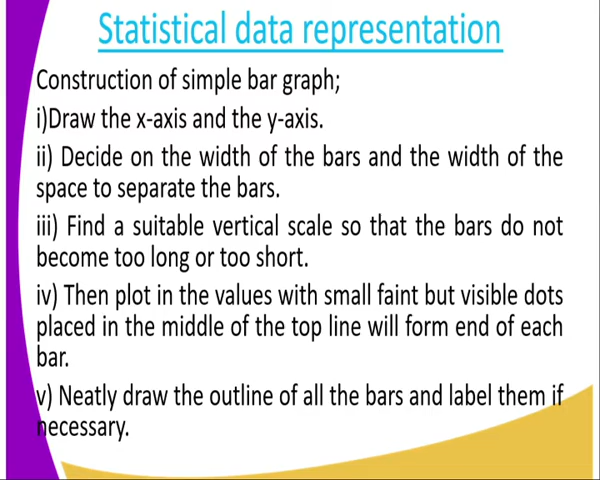 Statistical data representation
Construction of simple bar graph;
i)Draw the x-axis and the y-axis.
ii) Decide on the width of the bars and the width of the
space to separate the bars.
iii) Find a suitable vertical scale so that the bars do not
become too long or too short.
iv) Then plot in the values with small faint but visible dots
placed in the middle of the top line will form end of each
bar.
v) Neatly draw the outline of all the bars and label them if
necessary.